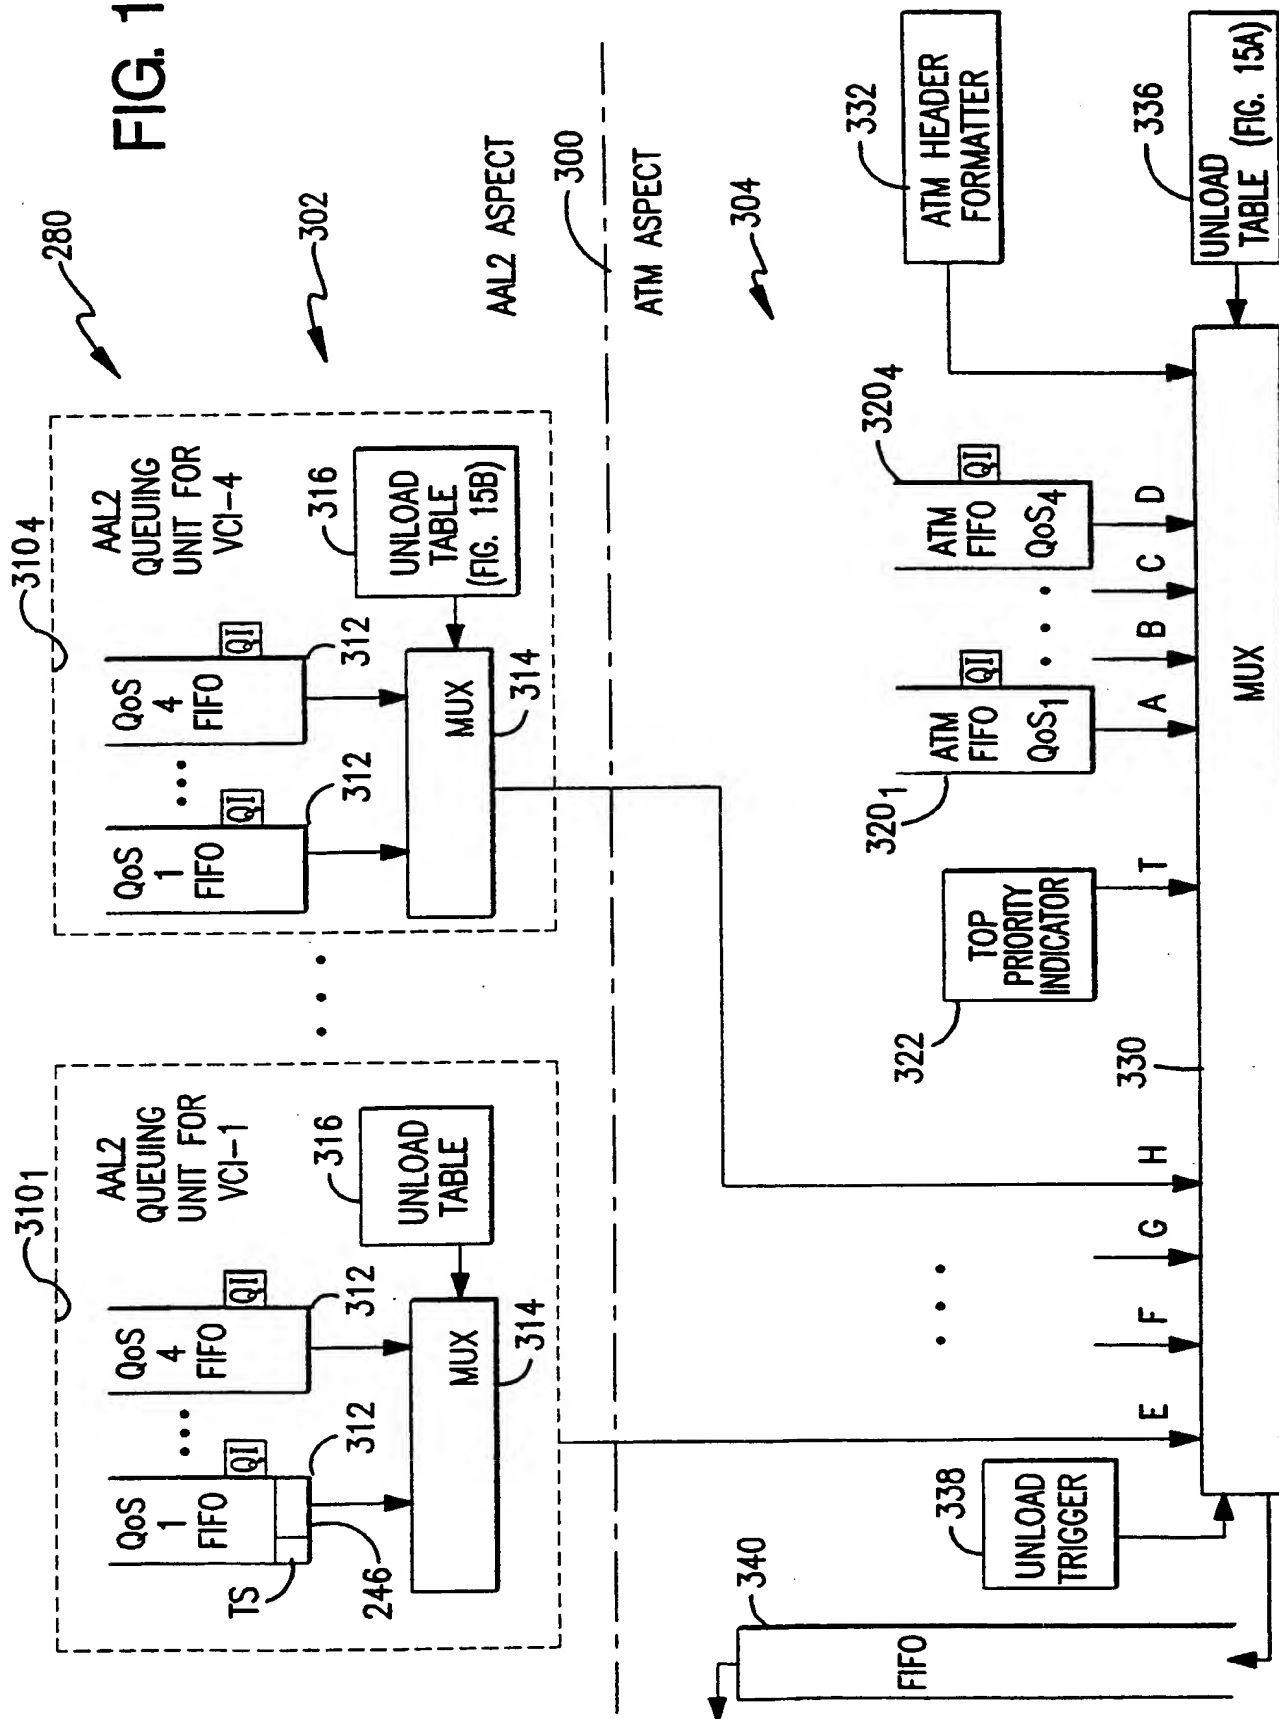 FIG. 1
280
302
3101
AAL2
QUEUING
UNIT FOR
VCI-1
QoS
1
FIFO
QI
TS
246
312
QoS
4
FIFO
QI
312
316
UNLOAD
TABLE
MUX
314
3104
AAL2
QUEUING
UNIT FOR
VCI-4
QoS
1
FIFO
QI
312
QoS
4
FIFO
QI
312
316
UNLOAD
TABLE
(FIG. 15B)
MUX
314
AAL2 ASPECT
300
ATM ASPECT
304
340
FIFO
338
UNLOAD
TRIGGER
E
F
G
H
330
322
TOP
PRIORITY
INDICATOR
T
3201
ATM
FIFO
QoS1
QI
A
B
C
3204
ATM
FIFO
QoS4
QI
D
332
ATM HEADER
FORMATTER
336
UNLOAD
TABLE (FIG. 15A)
MUX